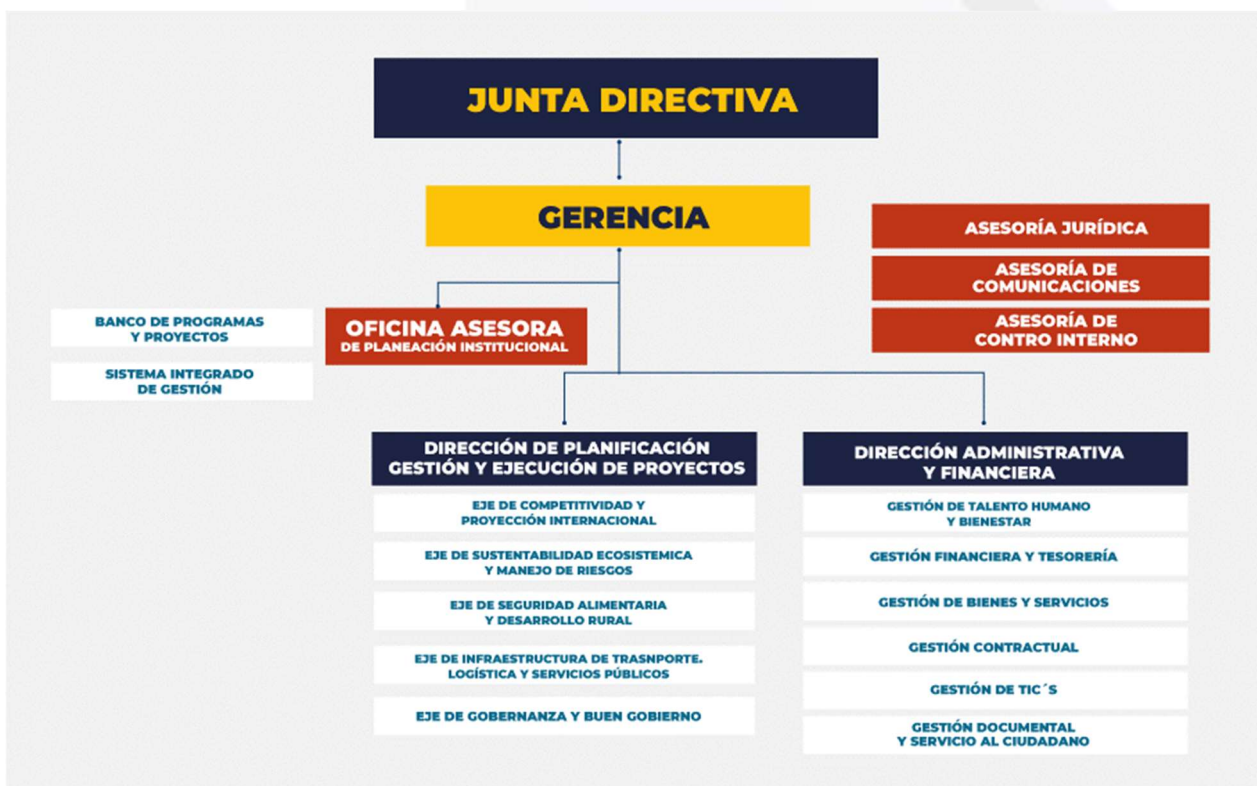 JUNTA DIRECTIVA
GERENCIA
ASESORÍA JURÍDICA
ASESORÍA DE
COMUNICACIONES
ASESORÍA DE
CONTRO INTERNO
OFICINA ASESORA
DE PLANEACIÓN INSTITUCIONAL
BANCO DE PROGRAMAS
Y PROYECTOS
SISTEMA INTEGRADO
DE GESTIÓN
DIRECCIÓN DE PLANIFICACIÓN
GESTIÓN Y EJECUCIÓN DE PROYECTOS
EJE DE COMPETITIVIDAD Y
PROYECCIÓN INTERNACIONAL
EJE DE SUSTENTABILIDAD ECOSISTEMICA
Y MANEJO DE RIESGOS
EJE DE SEGURIDAD ALIMENTARIA
Y DESARROLLO RURAL
EJE DE INFRAESTRUCTURA DE TRASNPORTE.
LOGÍSTICA Y SERVICIOS PÚBLICOS
EJE DE GOBERNANZA Y BUEN GOBIERNO
DIRECCIÓN ADMINISTRATIVA
Y FINANCIERA
GESTIÓN DE TALENTO HUMANO
Y BIENESTAR
GESTIÓN FINANCIERA Y TESORERÍA
GESTIÓN DE BIENES Y SERVICIOS
GESTIÓN CONTRACTUAL
GESTIÓN DE TIC´S
GESTIÓN DOCUMENTAL
Y SERVICIO AL CIUDADANO